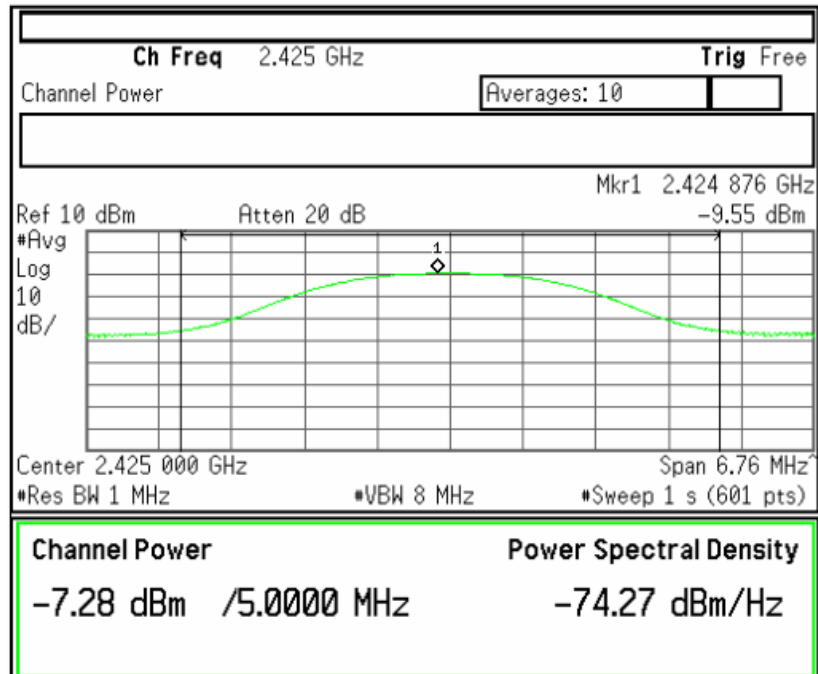 Ch Freq 2.425 GHz Trig Free
Channel Power Averages: 10
Mkr1 2.424 876 GHz
Ref 10 dBm Atten 20 dB -9.55 dBm
#Avg
Log
10
dB/
1
Center 2.425 000 GHz Span 6.76 MHz^
#Res BW 1 MHz #VBW 8 MHz #Sweep 1 s (601 pts)
Channel Power Power Spectral Density
-7.28 dBm /5.0000 MHz -74.27 dBm/Hz